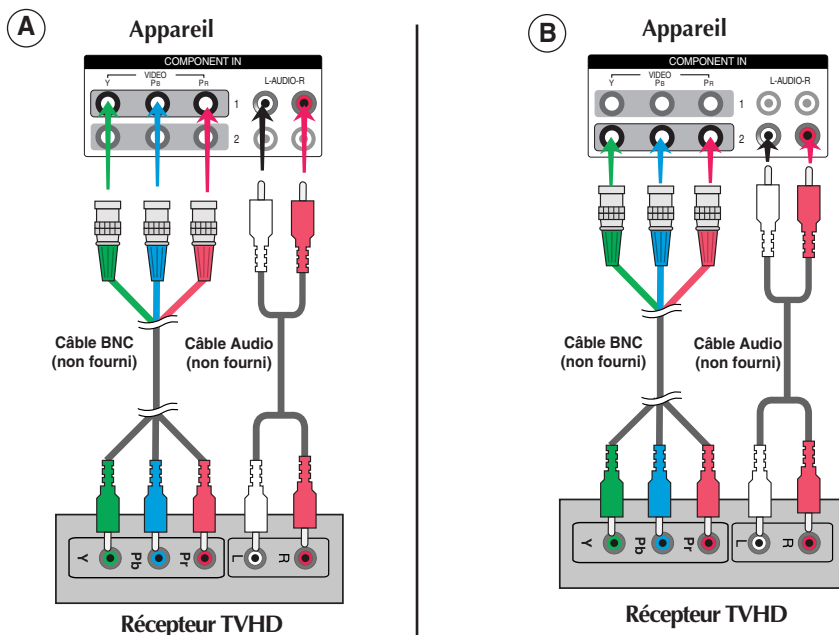 A
Appareil
COMPONENT IN
VIDEO
Y PB PR
L-AUDIO-R
1
2
Câble BNC
(non fourni)
Câble Audio
(non fourni)
Y Pb Pr L R
Récepteur TVHD
B
Appareil
COMPONENT IN
VIDEO
Y PB PR
L-AUDIO-R
1
2
Câble BNC
(non fourni)
Câble Audio
(non fourni)
Y Pb Pr L R
Récepteur TVHD